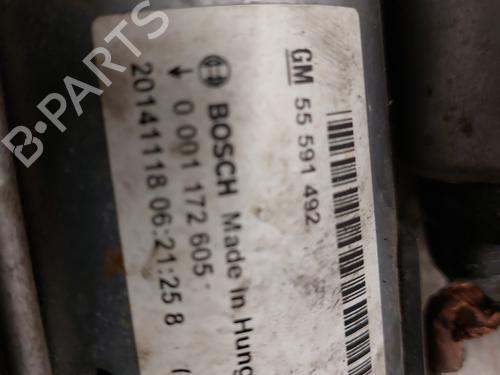 GM 55 591 492
BOSCH Made in Hung
0 001 172 605
20141118 06:21:25 8
(
B-PARTS